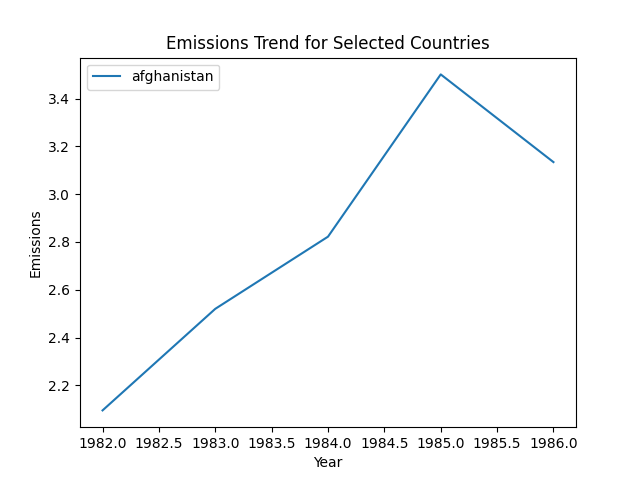 Emissions Trend for Selected Countries
afghanistan
3.4
3.2
3.0
2.8
2.6
2.4
2.2
Emissions
1982.0 1982.5 1983.0 1983.5 1984.0 1984.5 1985.0 1985.5 1986.0
Year